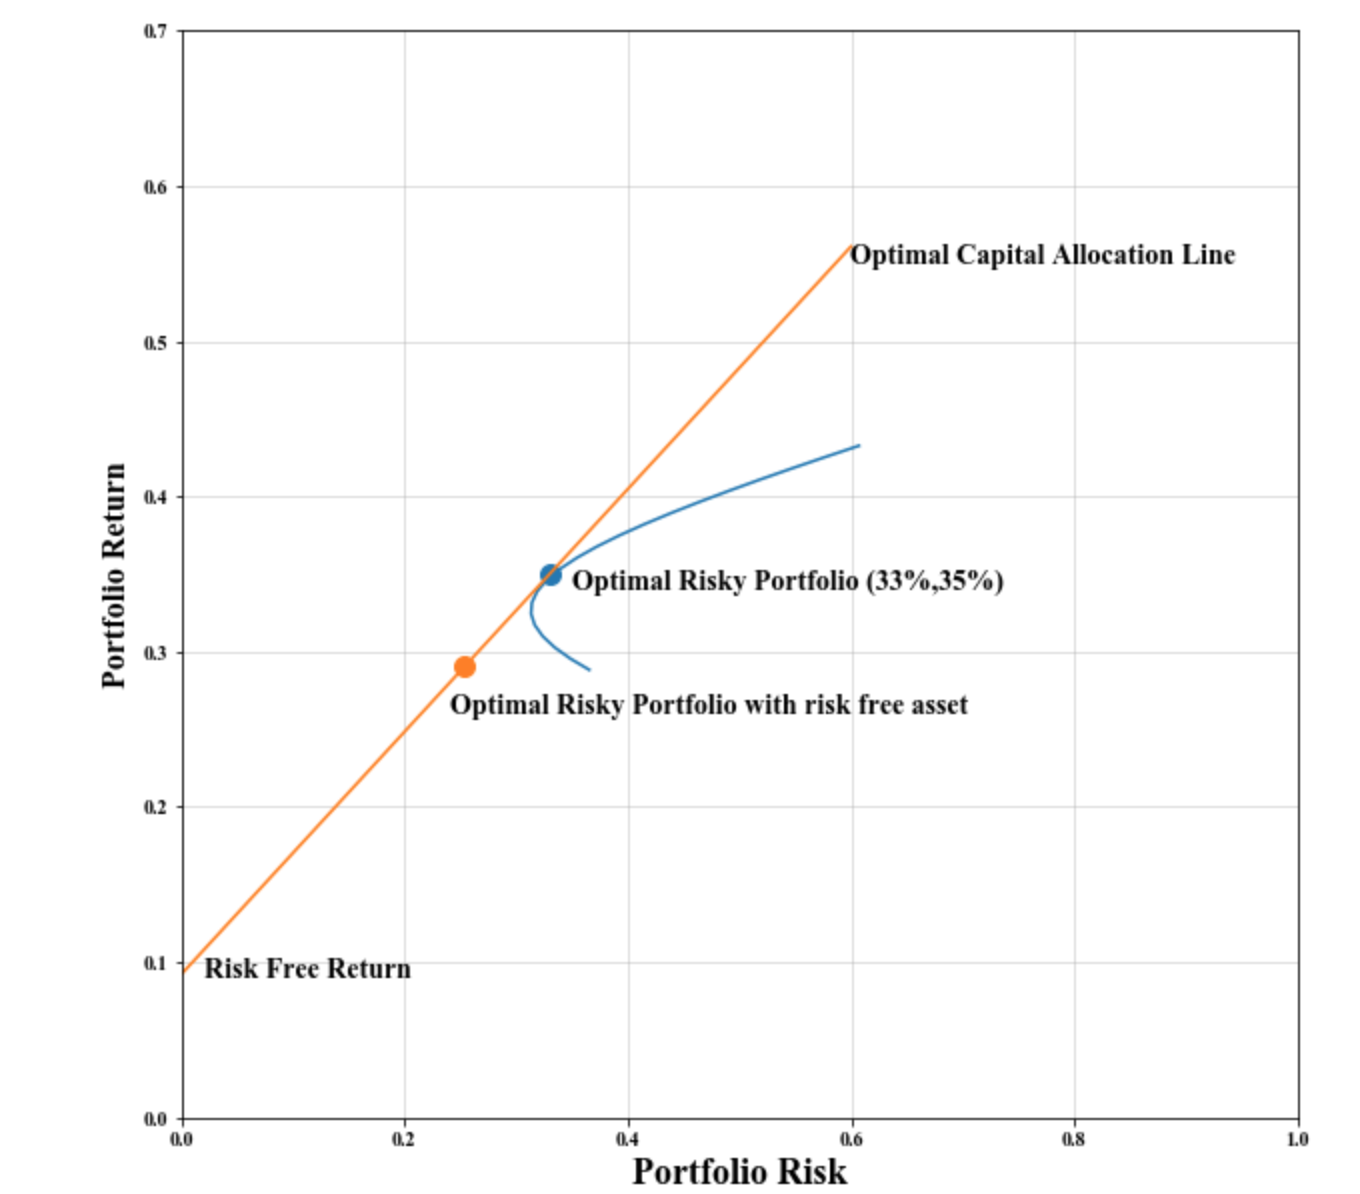 0.7
0.6
Optimal Capital Allocation Line
0.5
0.4
Portfolio Return
Optimal Risky Portfolio (33%,35%)
0.3
Optimal Risky Portfolio with risk free asset
0.2
0.1
Risk Free Return
0.0
0.0 0.2 0.4 0.6 0.8 1.0
Portfolio Risk